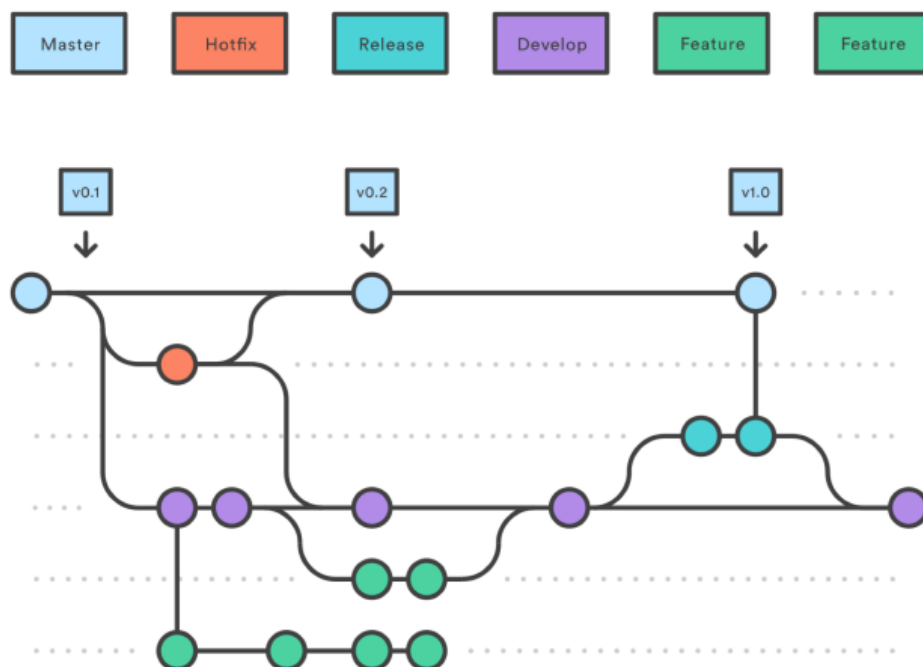 Master
Hotfix
Release
Develop
Feature
Feature
v0.1
v0.2
v1.0